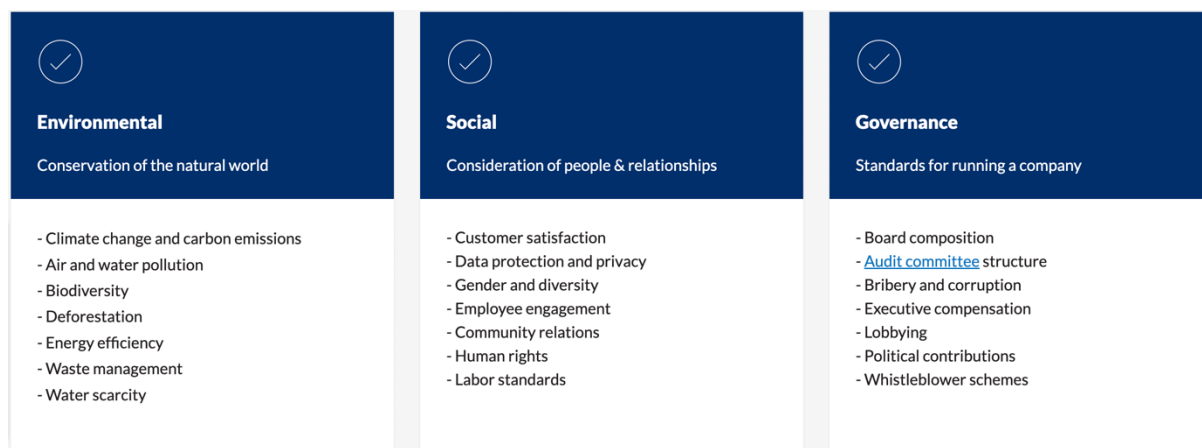 Environmental
Conservation of the natural world
- Climate change and carbon emissions
- Air and water pollution
- Biodiversity
- Deforestation
- Energy efficiency
- Waste management
- Water scarcity
Social
Consideration of people & relationships
- Customer satisfaction
- Data protection and privacy
- Gender and diversity
- Employee engagement
- Community relations
- Human rights
- Labor standards
Governance
Standards for running a company
- Board composition
- Audit committee structure
- Bribery and corruption
- Executive compensation
- Lobbying
- Political contributions
- Whistleblower schemes